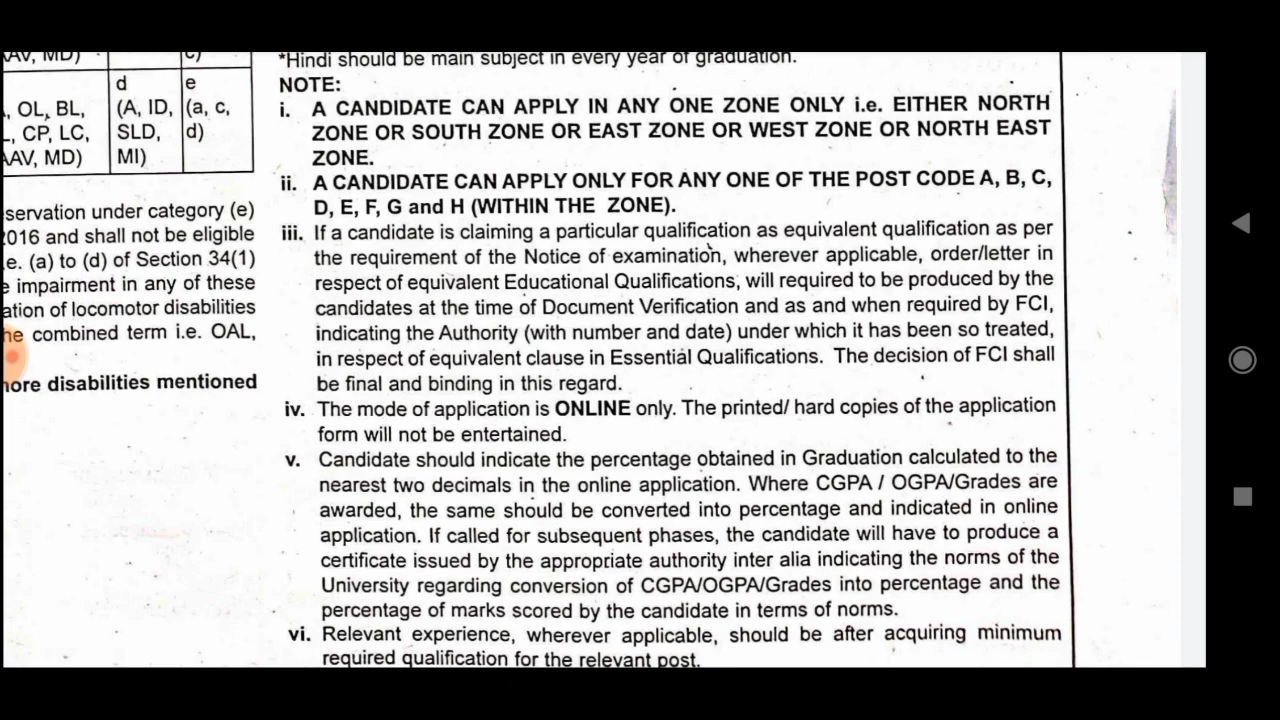 AAV, MD)
c)
d
e
OL, BL,
(A, ID,
(a, c,
CP, LC,
SLD,
d)
AAV, MD)
MI)
servation under category (e)
2016 and shall not be eligible
.e. (a) to (d) of Section 34(1)
e impairment in any of these
ation of locomotor disabilities
he combined term i.e. OAL,
nore disabilities mentioned
*Hindi should be main subject in every year of graduation.
NOTE:
i. A CANDIDATE CAN APPLY IN ANY ONE ZONE ONLY i.e. EITHER NORTH
ZONE OR SOUTH ZONE OR EAST ZONE OR WEST ZONE OR NORTH EAST
ZONE.
ii. A CANDIDATE CAN APPLY ONLY FOR ANY ONE OF THE POST CODE A, B, C,
D, E, F, G and H (WITHIN THE ZONE).
iii. If a candidate is claiming a particular qualification as equivalent qualification as per
the requirement of the Notice of examination, wherever applicable, order/letter in
respect of equivalent Educational Qualifications, will required to be produced by the
candidates at the time of Document Verification and as and when required by FCI,
indicating the Authority (with number and date) under which it has been so treated,
in respect of equivalent clause in Essential Qualifications. The decision of FCI shall
be final and binding in this regard.
iv. The mode of application is ONLINE only. The printed/ hard copies of the application
form will not be entertained.
v. Candidate should indicate the percentage obtained in Graduation calculated to the
nearest two decimals in the online application. Where CGPA / OGPA/Grades are
awarded, the same should be converted into percentage and indicated in online
application. If called for subsequent phases, the candidate will have to produce a
certificate issued by the appropriate authority inter alia indicating the norms of the
University regarding conversion of CGPA/OGPA/Grades into percentage and the
percentage of marks scored by the candidate in terms of norms.
vi. Relevant experience, wherever applicable, should be after acquiring minimum
required qualification for the relevant post.